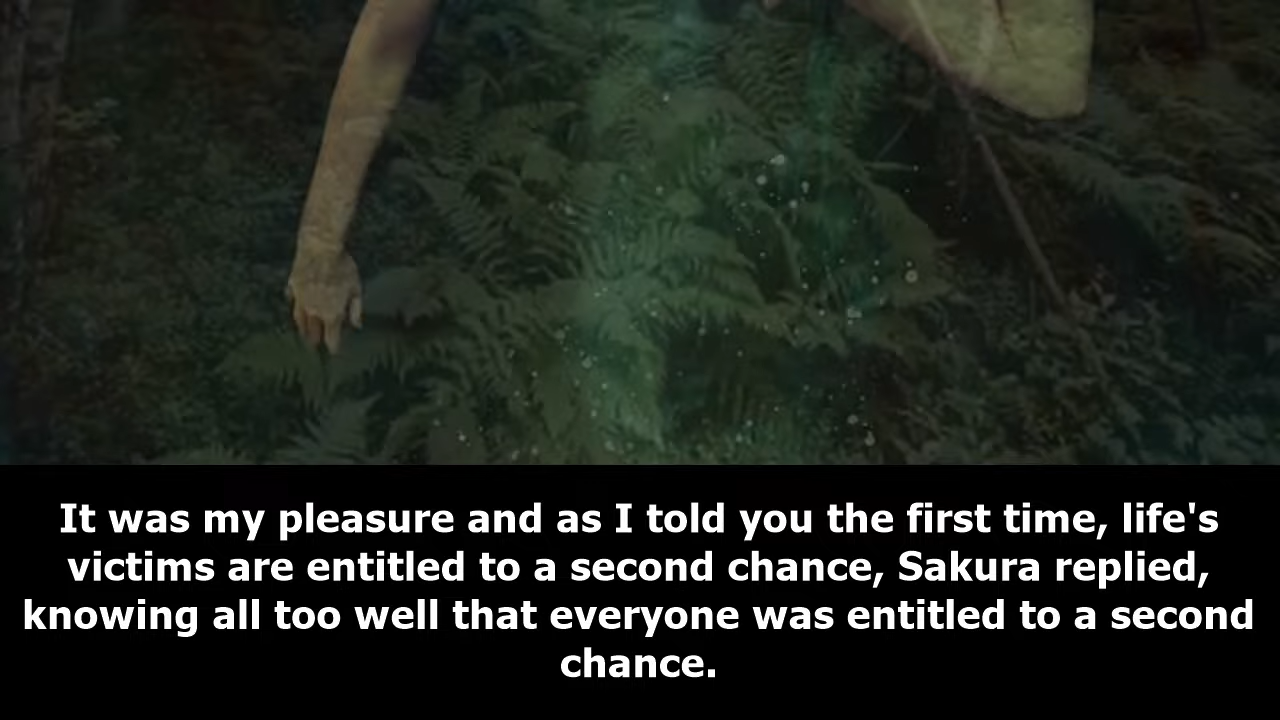 It was my pleasure and as I told you the first time, life's
victims are entitled to a second chance, Sakura replied,
knowing all too well that everyone was entitled to a second
chance.